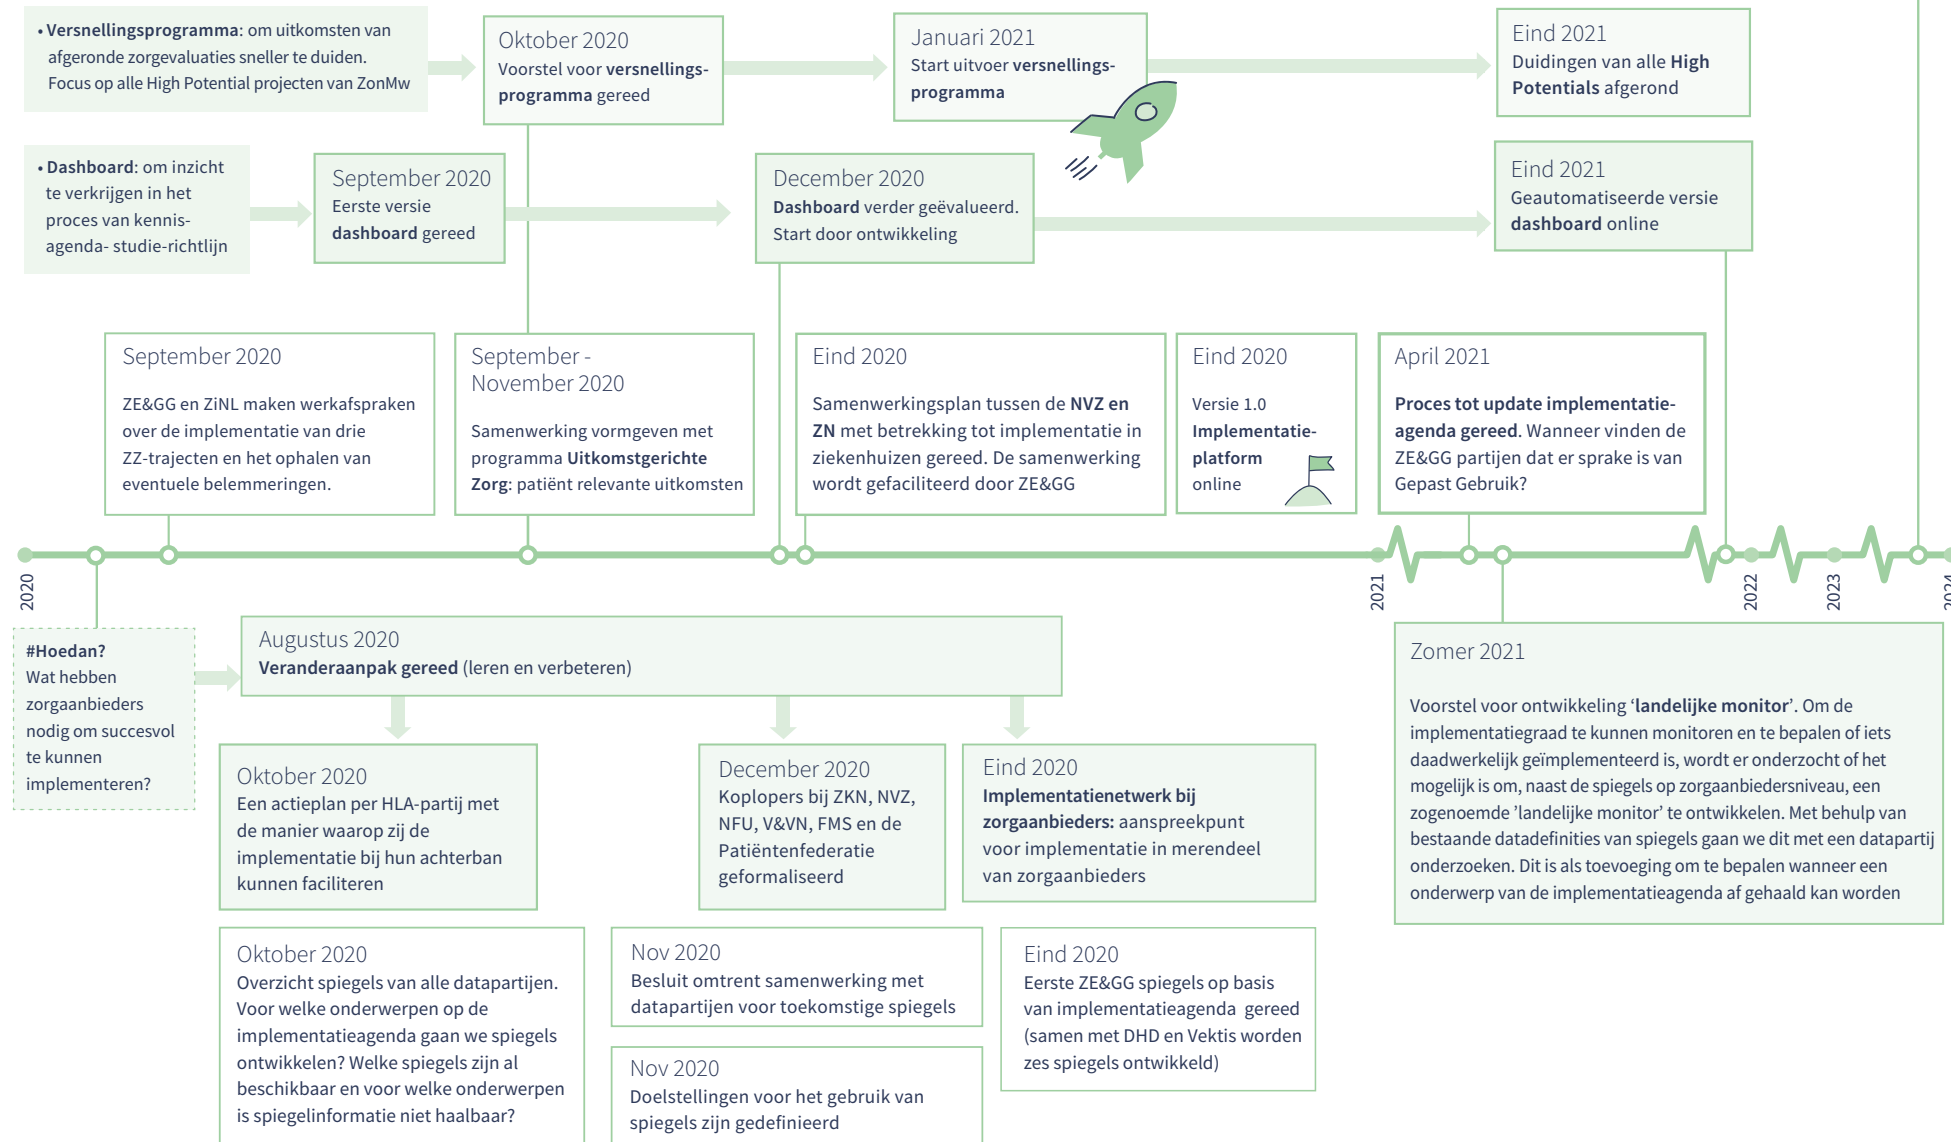 • Versnellingsprogramma: om uitkomsten van
afgeronde zorgevaluaties sneller te duiden.
Focus op alle High Potential projecten van ZonMw
Oktober 2020
Voorstel voor versnellings-
programma gereed
Januari 2021
Start uitvoer versnellings-
programma
Eind 2021
Duidingen van alle High
Potentials afgerond
• Dashboard: om inzicht
te verkrijgen in het
proces van kennis-
agenda- studie-richtlijn
September 2020
Eerste versie
dashboard gereed
December 2020
Dashboard verder geëvalueerd.
Start door ontwikkeling
Eind 2021
Geautomatiseerde versie
dashboard online
September 2020
ZE&GG en ZiNL maken werkafspraken
over de implementatie van drie
ZZ-trajecten en het ophalen van
eventuele belemmeringen.
September -
November 2020
Samenwerking vormgeven met
programma Uitkomstgerichte
Zorg: patiënt relevante uitkomsten
Eind 2020
Samenwerkingsplan tussen de NVZ en
ZN met betrekking tot implementatie in
ziekenhuizen gereed. De samenwerking
wordt gefaciliteerd door ZE&GG
Eind 2020
Versie 1.0
Implementatie-
platform
online
April 2021
Proces tot update implementatie-
agenda gereed. Wanneer vinden de
ZE&GG partijen dat er sprake is van
Gepast Gebruik?
2020
2021
2022
2023
2024
#Hoedan?
Wat hebben
zorgaanbieders
nodig om succesvol
te kunnen
implementeren?
Augustus 2020
Veranderaanpak gereed (leren en verbeteren)
Oktober 2020
Een actieplan per HLA-partij met
de manier waarop zij de
implementatie bij hun achterban
kunnen faciliteren
December 2020
Koplopers bij ZKN, NVZ,
NFU, V&VN, FMS en de
Patiëntenfederatie
geformaliseerd
Eind 2020
Implementatienetwerk bij
zorgaanbieders: aanspreekpunt
voor implementatie in merendeel
van zorgaanbieders
Zomer 2021
Voorstel voor ontwikkeling ‘landelijke monitor’. Om de
implementatiegraad te kunnen monitoren en te bepalen of iets
daadwerkelijk geïmplementeerd is, wordt er onderzocht of het
mogelijk is om, naast de spiegels op zorgaanbiedersniveau, een
zogenoemde ’landelijke monitor’ te ontwikkelen. Met behulp van
bestaande datadefinities van spiegels gaan we dit met een datapartij
onderzoeken. Dit is als toevoeging om te bepalen wanneer een
onderwerp van de implementatieagenda af gehaald kan worden
Oktober 2020
Overzicht spiegels van alle datapartijen.
Voor welke onderwerpen op de
implementatieagenda gaan we spiegels
ontwikkelen? Welke spiegels zijn al
beschikbaar en voor welke onderwerpen
is spiegelinformatie niet haalbaar?
Nov 2020
Besluit omtrent samenwerking met
datapartijen voor toekomstige spiegels
Nov 2020
Doelstellingen voor het gebruik van
spiegels zijn gedefinieerd
Eind 2020
Eerste ZE&GG spiegels op basis
van implementatieagenda gereed
(samen met DHD en Vektis worden
zes spiegels ontwikkeld)